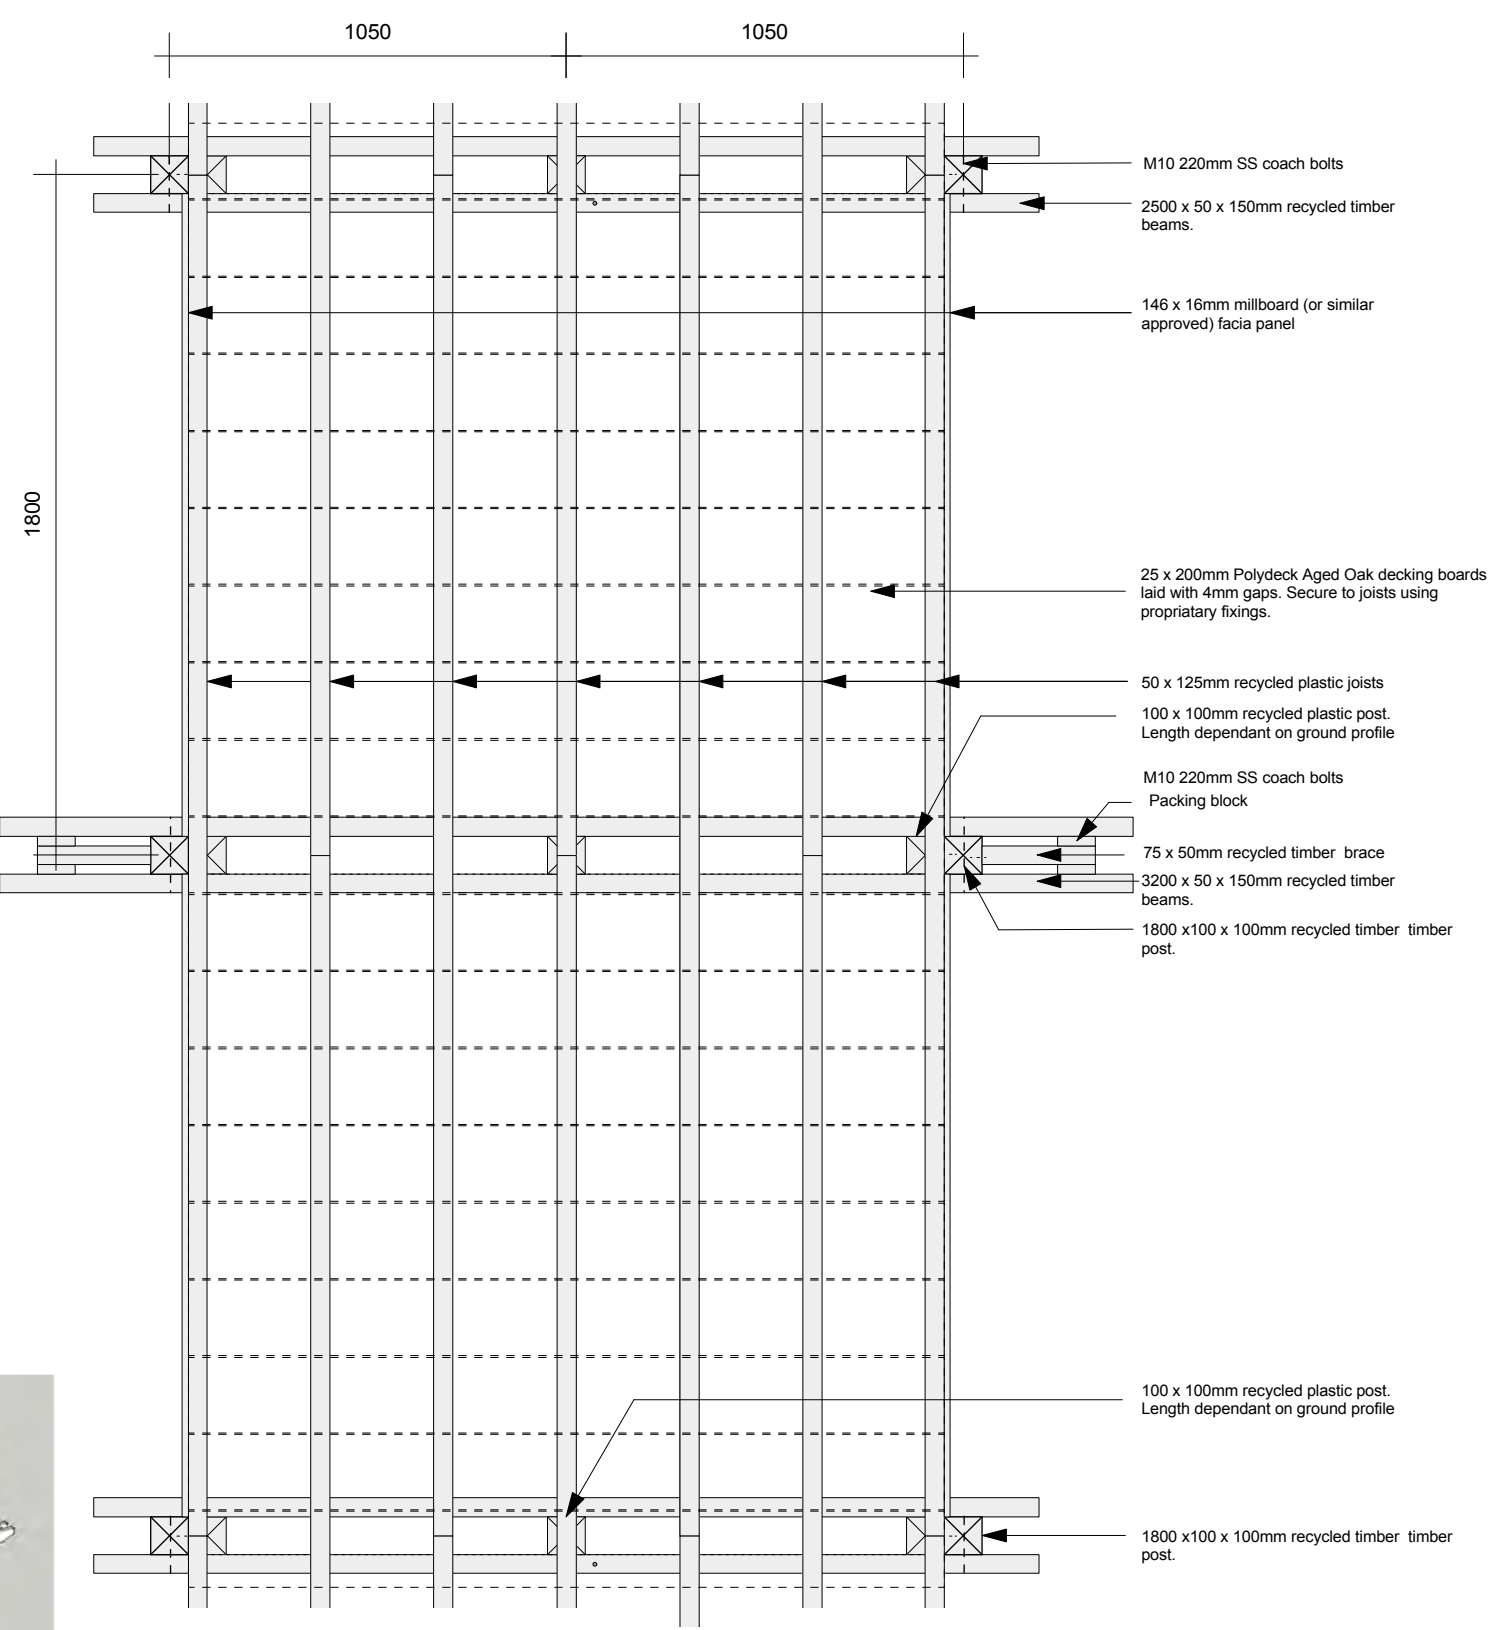 1050
1050
M10 220mm SS coach bolts
2500 x 50 x 150mm recycled timber
beams.
146 x 16mm millboard (or similar
approved) facia panel
1800
25 x 200mm Polydeck Aged Oak decking boards
laid with 4mm gaps. Secure to joists using
propriatary fixings.
50 x 125mm recycled plastic joists
100 x 100mm recycled plastic post.
Length dependant on ground profile
M10 220mm SS coach bolts
Packing block
75 x 50mm recycled timber  brace
3200 x 50 x 150mm recycled timber
beams.
1800 x100 x 100mm recycled timber  timber
post.
100 x 100mm recycled plastic post.
Length dependant on ground profile
1800 x100 x 100mm recycled timber  timber
post.